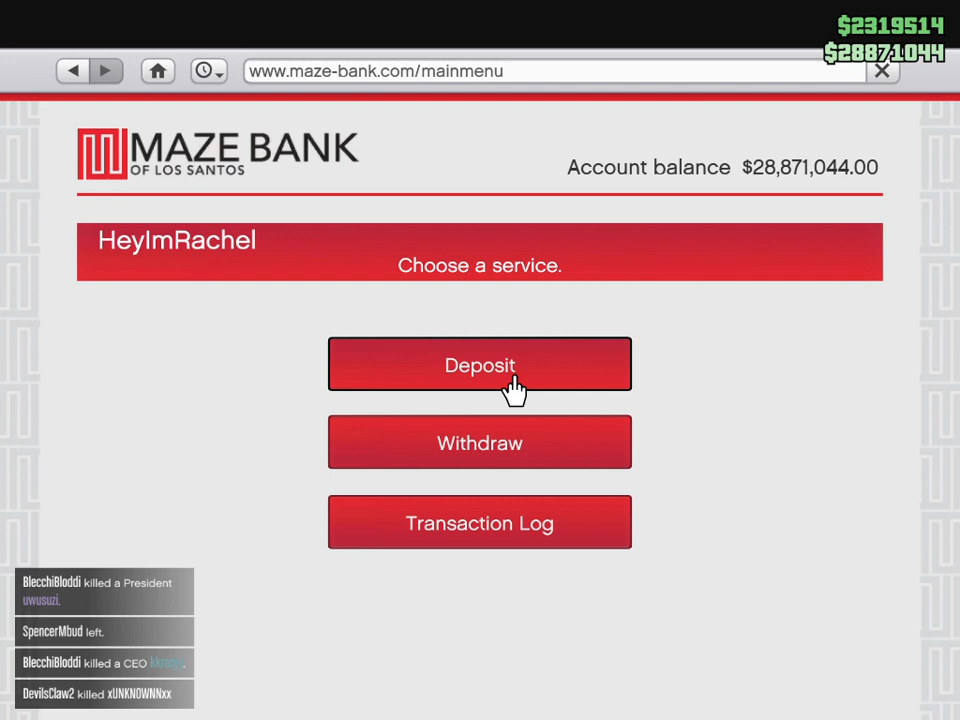 $2319514
$28871044
www.maze-bank.com/mainmenu
MAZE BANK
OF LOS SANTOS
Account balance $28,871,044.00
HeyImRachel
Choose a service.
Deposit
Withdraw
Transaction Log
BlecchiBloddi killed a President
uwusuzi.
SpencerMbud left.
BlecchiBloddi killed a CEO
DevilsClaw2 killed xUNKNOWNNxx